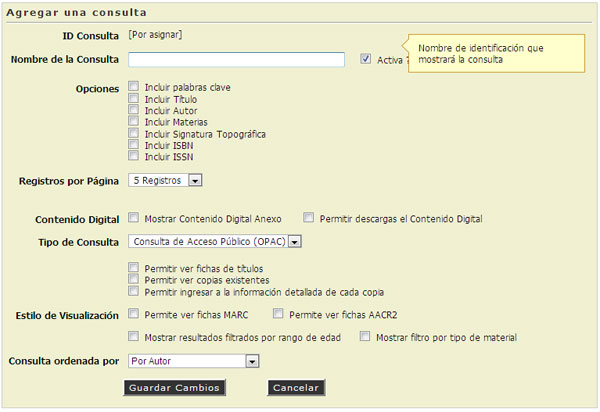 Agregar una consulta
ID Consulta [Por asignar]
Nombre de la Consulta Activa ?
Nombre de identificación que
mostrará la consulta
Opciones Incluir palabras clave
Incluir Título
Incluir Autor
Incluir Materias
Incluir Signatura Topográfica
Incluir ISBN
Incluir ISSN
Registros por Página 5 Registros
Contenido Digital Mostrar Contenido Digital Anexo Permitir descargas el Contenido Digital
Tipo de Consulta Consulta de Acceso Público (OPAC)
Permitir ver fichas de títulos
Permitir ver copias existentes
Permitir ingresar a la información detallada de cada copia
Estilo de Visualización Permite ver fichas MARC Permite ver fichas AACR2
Mostrar resultados filtrados por rango de edad Mostrar filtro por tipo de material
Consulta ordenada por Por Autor
Guardar Cambios Cancelar